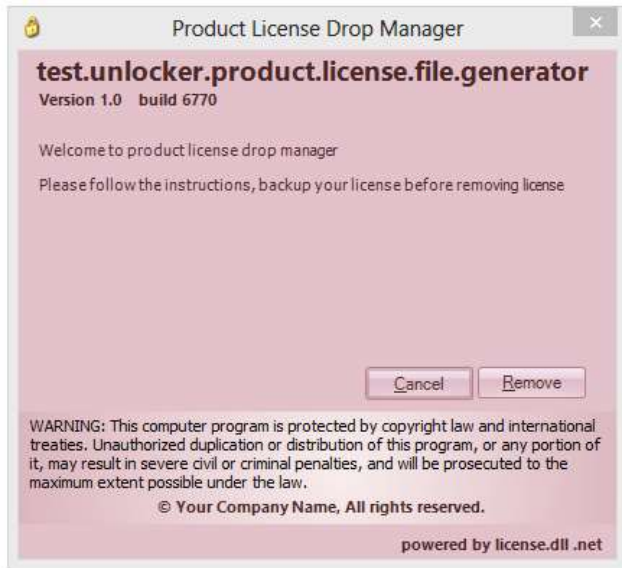 Product License Drop Manager
test.unlocker.product.license.file.generator
Version 1.0 build 6770
Welcome to product license drop manager
Please follow the instructions, backup your license before removing license
Cancel Remove
WARNING: This computer program is protected by copyright law and international
treaties. Unauthorized duplication or distribution of this program, or any portion of
it, may result in severe civil or criminal penalties, and will be prosecuted to the
maximum extent possible under the law.
© Your Company Name, All rights reserved.
powered by license.dll .net